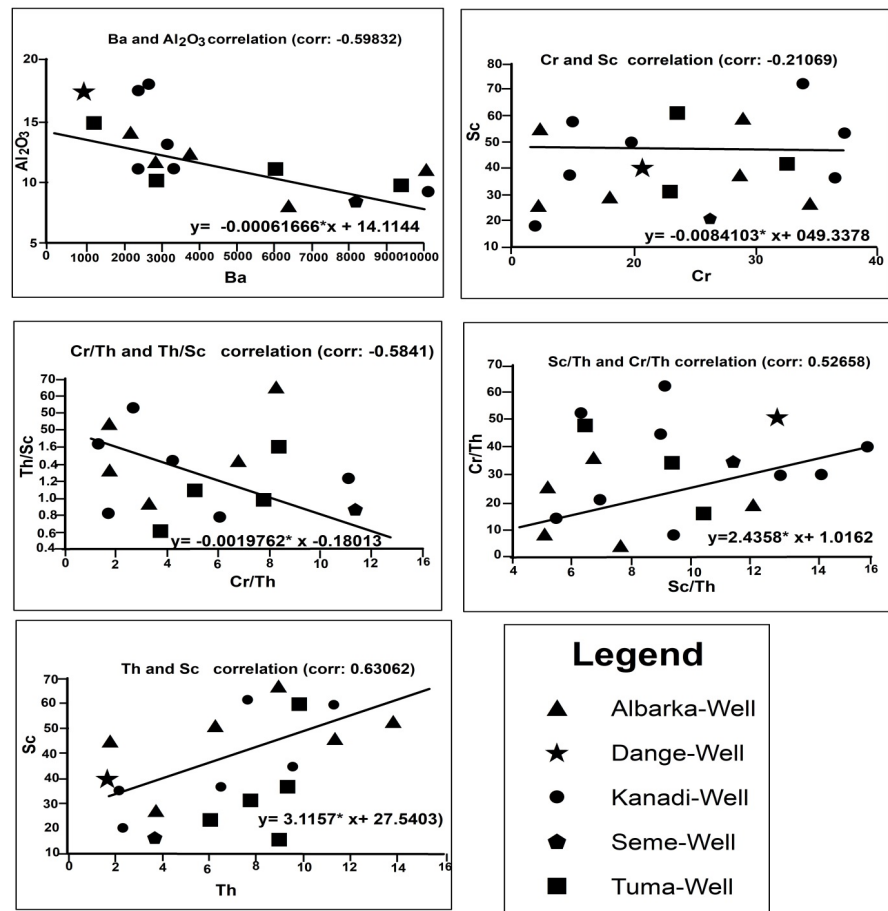 Ba and Al2O3 correlation (corr: -0.59832)
20
15
10
5
Al2O3
y= -0.00061666*x + 14.1144
0 1000 2000 3000 4000 5000 6000 7000 8000 9000 10000
Ba
Cr and Sc correlation (corr: -0.21069)
80
70
60
50
40
30
20
10
Sc
y= -0.0084103* x+ 049.3378
0 20 30 40
Cr
Cr/Th and Th/Sc correlation (corr: -0.5841)
70
60
50
50
1.6
0.4
1.2
1.0
0.8
0.6
0.4
Th/Sc
y= -0.0019762* x -0.18013
0 2 4 6 8 10 12 14 16
Cr/Th
Sc/Th and Cr/Th correlation (corr: 0.52658)
70
60
50
40
30
20
10
0
Cr/Th
y=2.4358* x+ 1.0162
4 6 8 10 12 14 16
Sc/Th
Th and Sc correlation (corr: 0.63062)
70
60
50
40
30
20
10
Sc
y= 3.1157* x+ 27.5403)
0 2 4 6 8 10 12 14 16
Th
Legend
Albarka-Well
Dange-Well
Kanadi-Well
Seme-Well
Tuma-Well